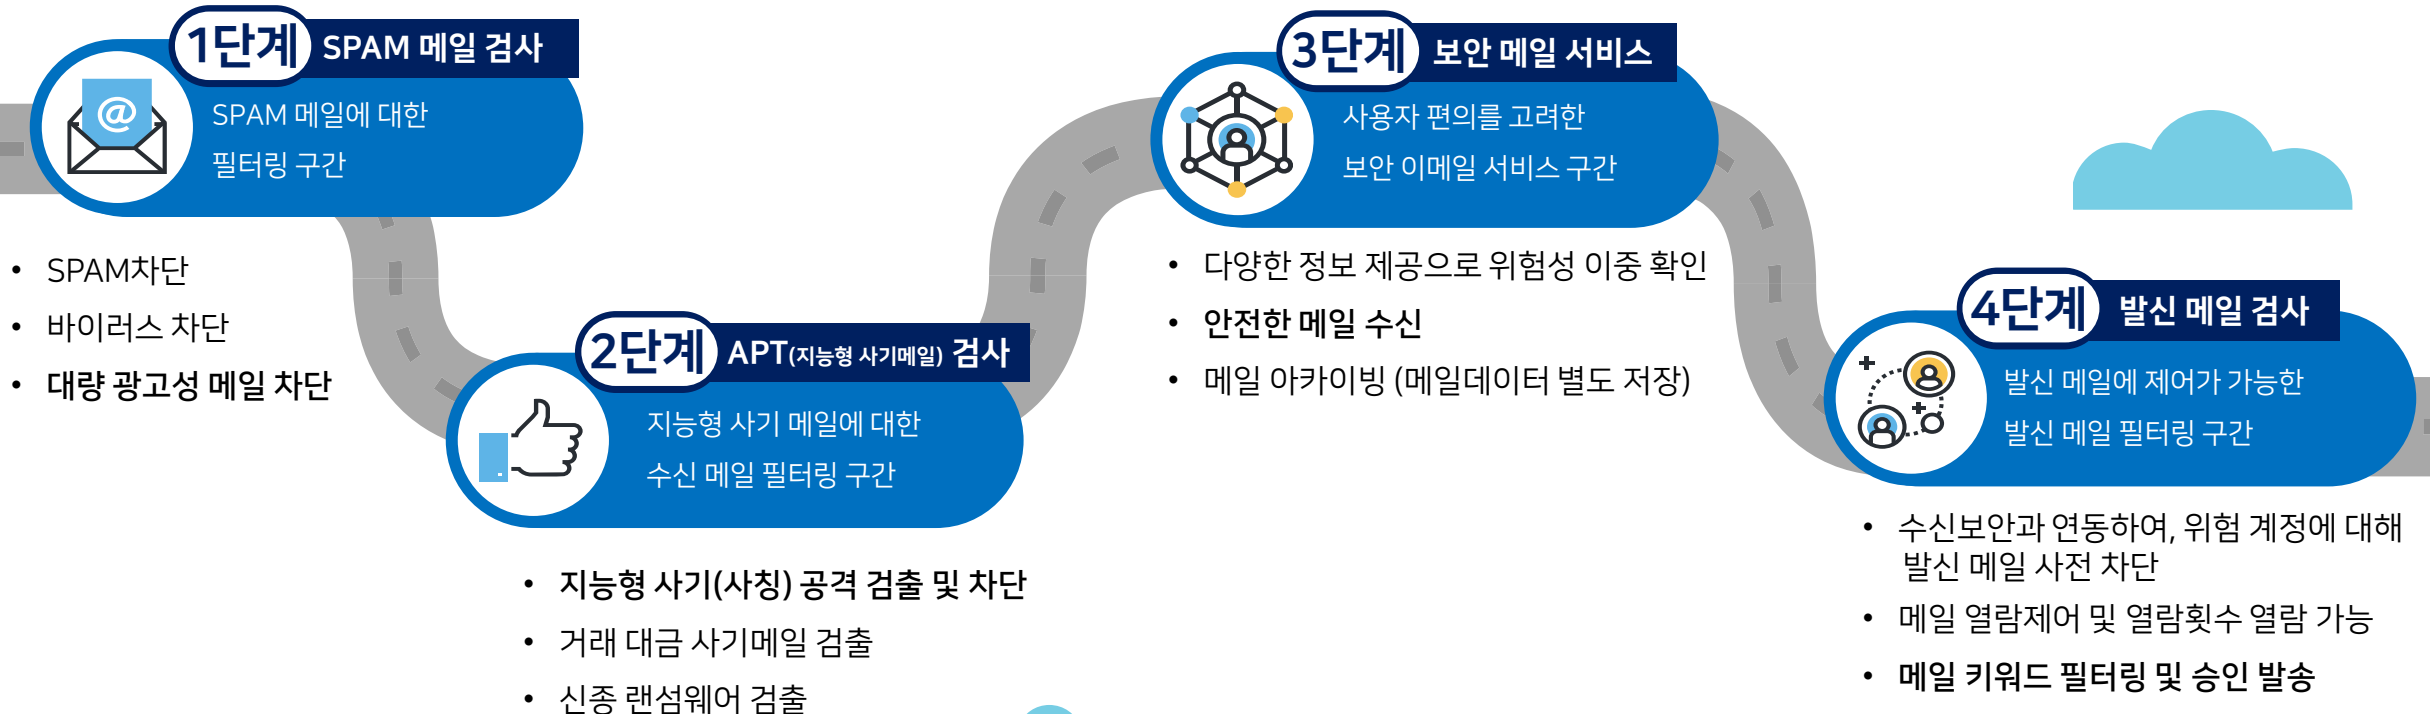 1단계 SPAM 메일 검사
SPAM 메일에 대한
필터링 구간
• SPAM차단
• 바이러스 차단
• 대량 광고성 메일 차단
2단계 APT(지능형 사기메일) 검사
지능형 사기 메일에 대한
수신 메일 필터링 구간
• 지능형 사기(사칭) 공격 검출 및 차단
• 거래 대금 사기메일 검출
• 신종 랜섬웨어 검출
3단계 보안 메일 서비스
사용자 편의를 고려한
보안 이메일 서비스 구간
• 다양한 정보 제공으로 위험성 이중 확인
• 안전한 메일 수신
• 메일 아카이빙 (메일데이터 별도 저장)
4단계 발신 메일 검사
발신 메일에 제어가 가능한
발신 메일 필터링 구간
• 수신보안과 연동하여, 위험 계정에 대해
발신 메일 사전 차단
• 메일 열람제어 및 열람횟수 열람 가능
• 메일 키워드 필터링 및 승인 발송